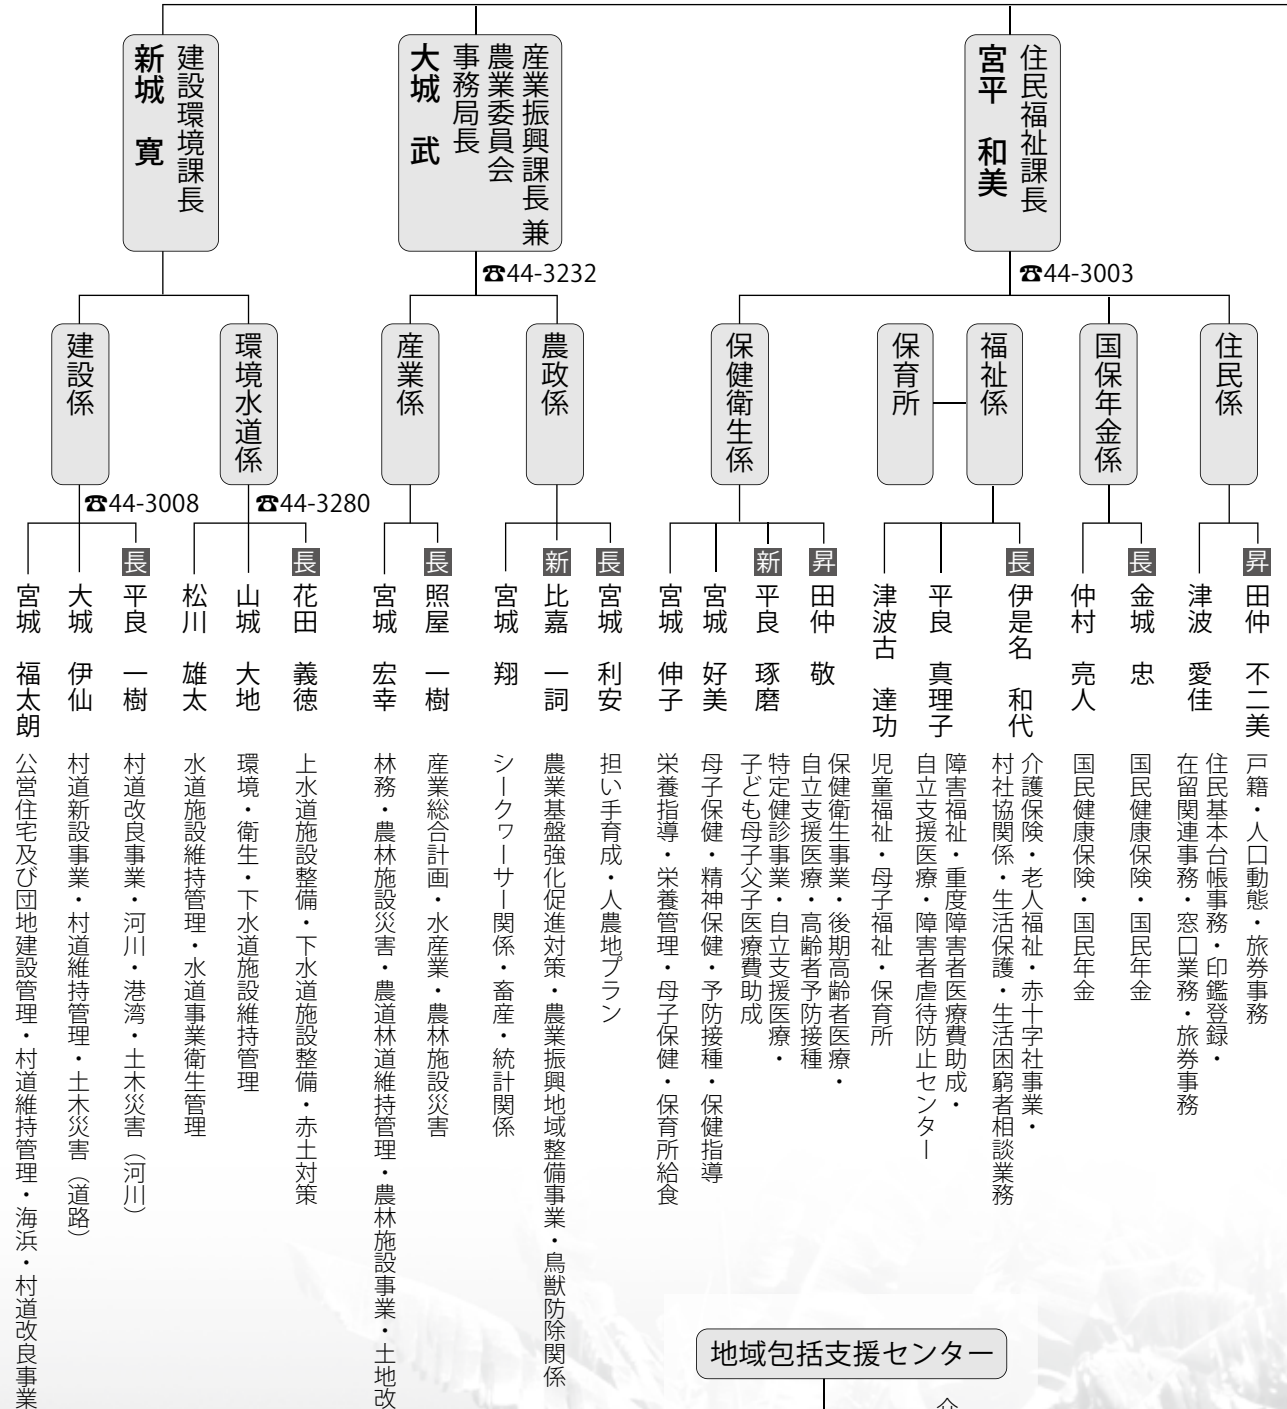 住民福祉課長
宮平 和美
☎44-3003
住民係
昇
田仲 不二美
戸籍・人口動態・旅券事務
津波 愛佳
住民基本台帳事務・印鑑登録・
在留関連事務・窓口業務・旅券事務
国保年金係
長
金城 忠
国民健康保険・国民年金
仲村 亮人
国民健康保険・国民年金
福祉係
長
伊是名 和代
介護保険・老人福祉・赤十字社事業・
村社協関係・生活保護・生活困窮者相談業務
平良 真理子
障害福祉・重度障害者医療費助成・
自立支援医療・障害者虐待防止センター
津波古 達功
児童福祉・母子福祉・保育所
保育所
保健衛生係
昇
田仲 敬
保健衛生事業・後期高齢者医療・
自立支援医療・高齢者予防接種
新
平良 琢磨
特定健診事業・自立支援医療・
子ども母子父子医療費助成
宮城 好美
母子保健・精神保健・予防接種・保健指導
宮城 伸子
栄養指導・栄養管理・母子保健・保育所給食
産業振興課長 兼
農業委員会
事務局長
大城 武
☎44-3232
農政係
長
宮城 利安
担い手育成・人農地プラン
新
比嘉 一詞
農業基盤強化促進対策・農業振興地域整備事業・鳥獣防除関係
宮城 翔
シークヮーサー関係・畜産・統計関係
産業係
長
照屋 一樹
産業総合計画・水産業・農林施設災害
宮城 宏幸
林務・農林施設災害・農道林道維持管理・農林施設事業・土地改
建設環境課長
新城 寛
環境水道係
☎44-3280
長
花田 義徳
上水道施設整備・下水道施設整備・赤土対策
山城 大地
環境・衛生・下水道施設維持管理
松川 雄太
水道施設維持管理・水道事業衛生管理
建設係
☎44-3008
長
平良 一樹
村道改良事業・河川・港湾・土木災害（河川）
大城 伊仙
村道新設事業・村道維持管理・土木災害（道路）
宮城 福太朗
公営住宅及び団地建設管理・村道維持管理・海浜・村道改良事業
地域包括支援センター